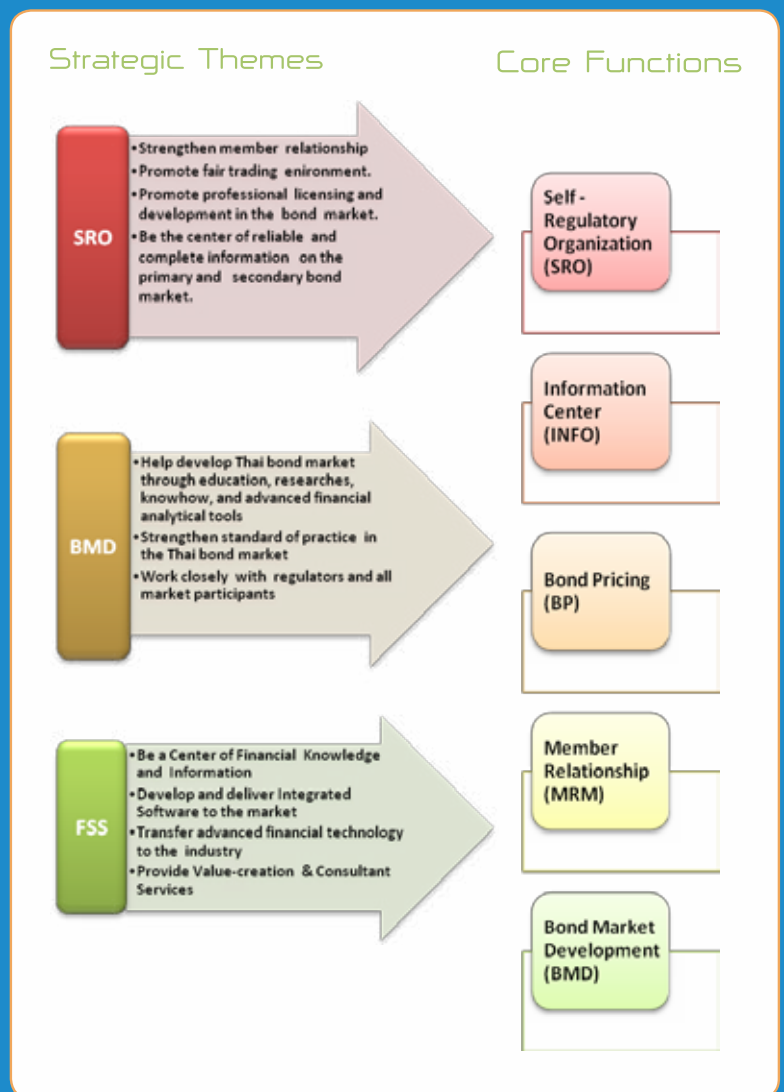 Strategic Themes
Core Functions
SRO
•Strengthen member relationship
•Promote fair trading enironment.
•Promote professional licensing and
development in the bond market.
•Be the center of reliable and
complete information on the
primary and secondary bond
market.
BMD
•Help develop Thai bond market
through education, researches,
knowhow, and advanced financial
analytical tools
•Strengthen standard of practice in
the Thai bond market
•Work closely with regulators and all
market participants
FSS
•Be a Center of Financial Knowledge
and Information
•Develop and deliver Integrated
Software to the market
•Transfer advanced financial technology
to the industry
•Provide Value-creation & Consultant
Services
Self -
Regulatory
Organization
(SRO)
Information
Center
(INFO)
Bond Pricing
(BP)
Member
Relationship
(MRM)
Bond Market
Development
(BMD)